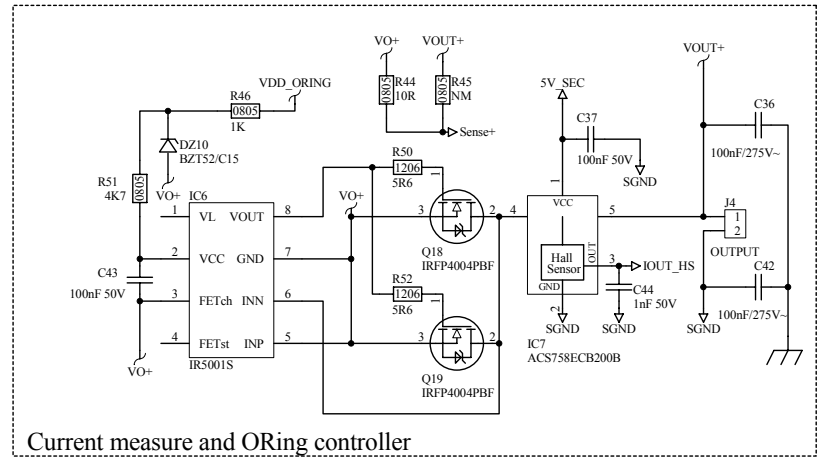 VO+
VOUT+
VOUT+
R46
VDD_ORING
0805
1K
R44
0805
10R
R45
0805
NM
Sense+
5V_SEC
C37
100nF 50V
SGND
C36
100nF/275V~
DZ10
BZT52/C15
VO+
R51
0805
4K7
R50
1206
5R6
1
IC6
1 VL VOUT 8
2 VCC GND 7
3 FETch INN 6
4 FETst INP 5
IR5001S
C43
100nF 50V
VO+
VO+
3
2
Q18
IRFP4004PBF
R52
1206
5R6
1
3
2
Q19
IRFP4004PBF
1
VCC
4
5
Hall
Sensor
OUT
3
IOUT_HS
GND
2
SGND
C44
1nF 50V
SGND
IC7
ACS758ECB200B
J4
1
2
OUTPUT
C42
100nF/275V~
SGND
Current measure and ORing controller